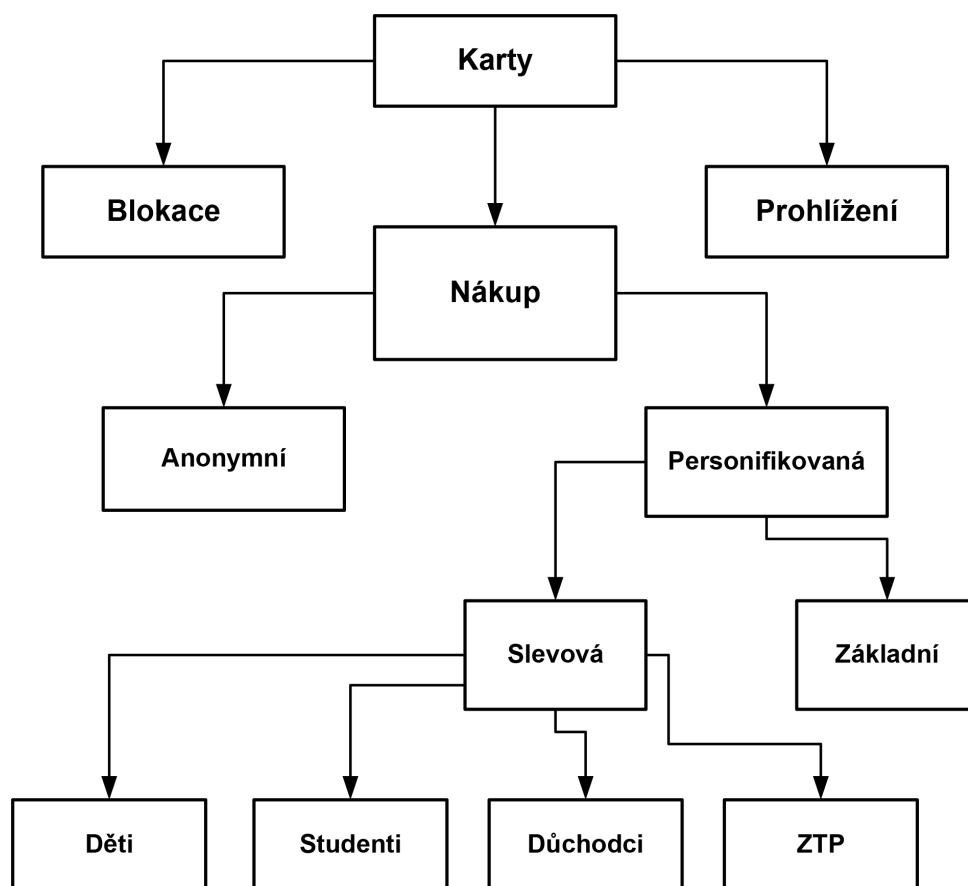 Karty
Blokace
Prohlížení
Nákup
Anonymní
Personifikovaná
Slevová
Základní
Děti
Studenti
Důchodci
ZTP